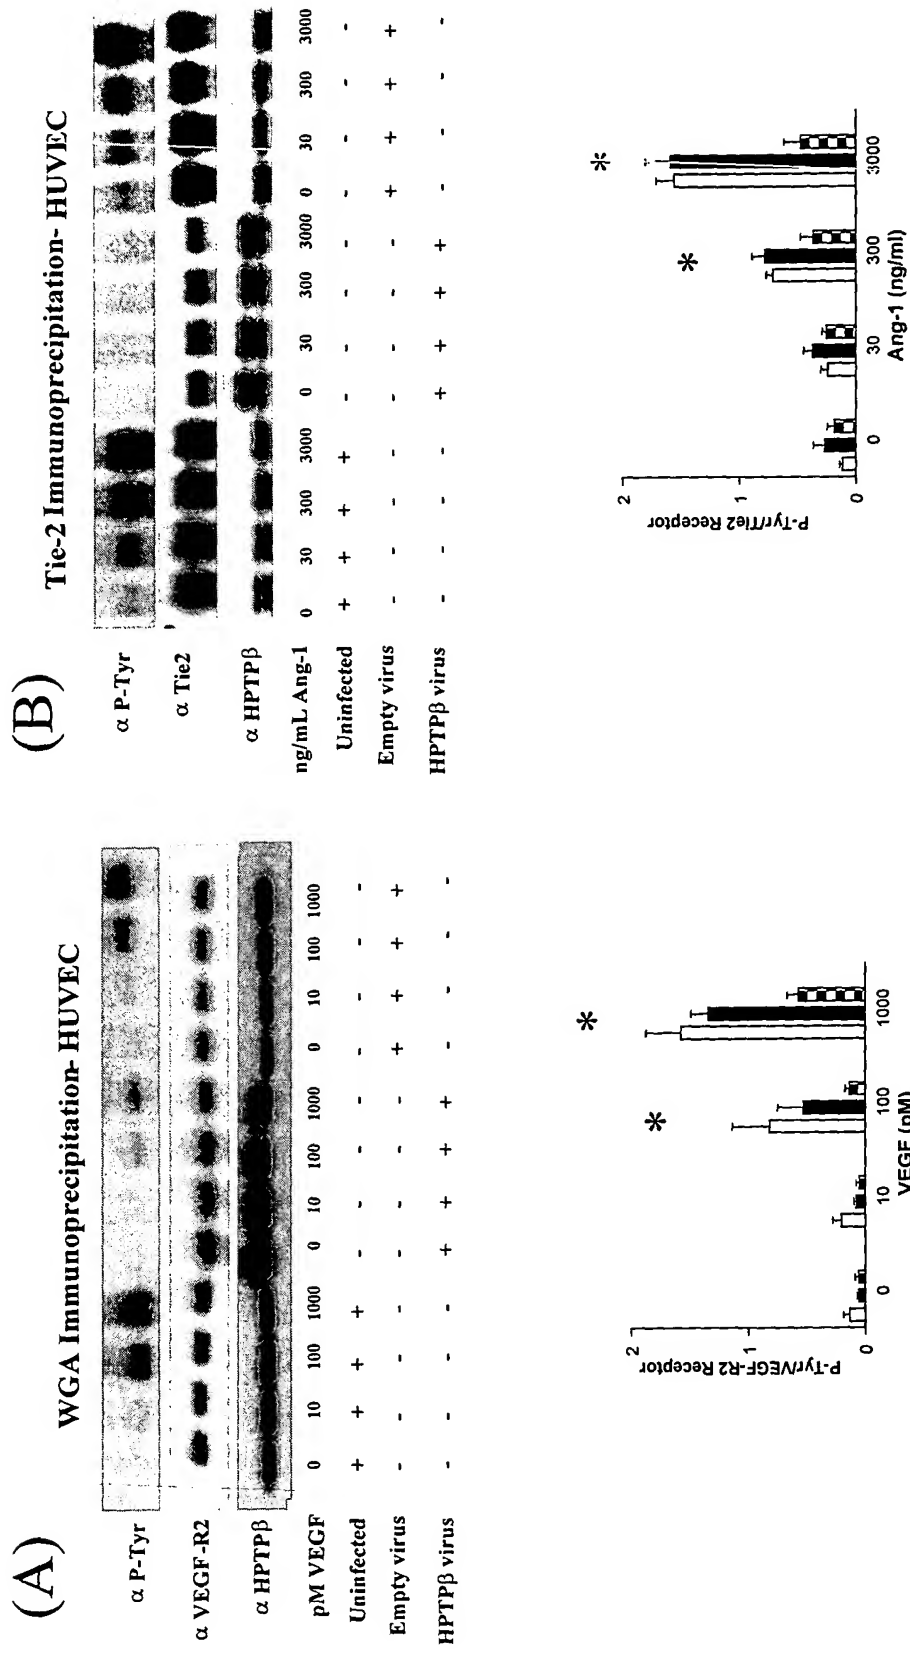 (A)
WGA Immunoprecipitation- HUVEC
α P-Tyr
α VEGF-R2
α HPTPβ
pM VEGF 0 10 100 1000 0 10 100 1000 0 10 100 1000
Uninfected + + + + - - - - - - - -
Empty virus - - - - - - - - + + + +
HPTPβ virus - - - - + + + + - - - -
P-Tyr/VEGF-R2 Receptor
2
1
0
* *
0 10 100 1000
VEGF (pM)
(B)
Tie-2 Immunoprecipitation- HUVEC
α P-Tyr
α Tie2
α HPTPβ
ng/mL Ang-1 0 30 300 3000 0 30 300 3000 0 30 300 3000
Uninfected + + + + - - - - - - - -
Empty virus - - - - - - - - + + + +
HPTPβ virus - - - - + + + + - - - -
P-Tyr/Tie2 Receptor
2
1
0
* *
0 30 300 3000
Ang-1 (ng/ml)